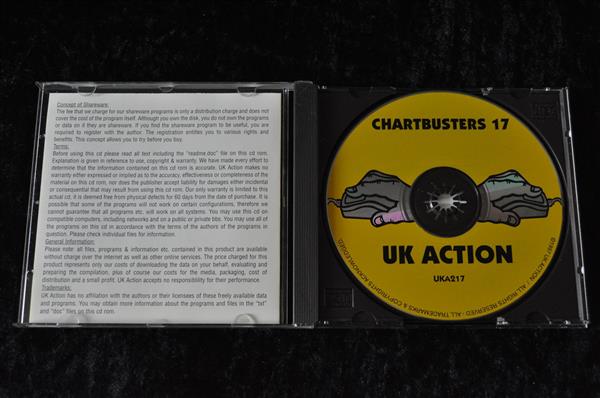 Concept of Shareware:
The fee that we charge for our shareware programs is only a distribution charge and does not
cover the cost of the program itself. Although you own the disk, you do not own the programs
or data on it if they are shareware. If you find the shareware program to be useful, you are
required to register with the author. The registration entitles you to various rights and
benefits. This concept allows you to try before you buy.
Terms:
Before using this cd please read all text including the "readme.doc" file on this cd rom.
Explanation is given in reference to use, copyright & warranty. We have made every effort to
determine that the information contained on this cd rom is accurate. UK Action makes no
warranty either expressed or implied as to the accuracy, effectiveness or completeness of the
material on this cd rom, nor does the publisher accept liability for damages either incidental
or consequential that may result from using this cd rom. Our only warranty is limited to this
actual cd, it is deemed free from physical defects for 60 days from the date of purchase. It is
possible that some of the programs will not work on certain configurations, therefore we
cannot guarantee that all programs etc. will work on all systems. You may use this cd on
compatible computers, including networks and on a public or private bbs. You may use all of
the programs on this cd in accordance with the terms of the authors of the programs in
question. Please check individual files for information.
General Information:
Please note: all files, programs & information etc. contained in this product are available
without charge over the internet as well as other online services. The price charged for this
product represents only our costs of downloading the data on your behalf, evaluating and
preparing the compilation, plus of course our costs for the media, packaging, cost of
distribution and a small profit. UK Action accepts no responsibility for their performance.
Trademarks:
UK Action has no affiliation with the authors or their licensees of these freely available data
and programs. You may obtain more information about the programs and files in the "txt"
and "doc" files on this cd rom.
CHARTBUSTERS 17
UK ACTION
UKA217
©1997 UK ACTION - ALL RIGHTS RESERVED - ALL TRADEMARKS & COPYRIGHTS ACKNOWLEDGED